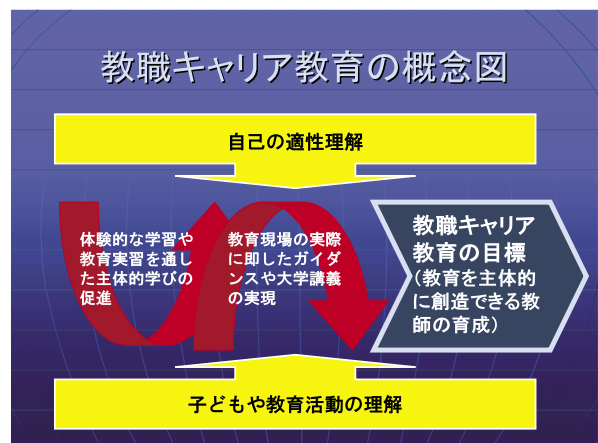 教職キャリア教育の概念図
自己の適性理解
体験的な学習や
教育実習を通し
た主体的学びの
促進
教育現場の実際
に即したガイダ
ンスや大学講義
の実現
教職キャリア
教育の目標
（教育を主体的
に創造できる教
師の育成）
子どもや教育活動の理解